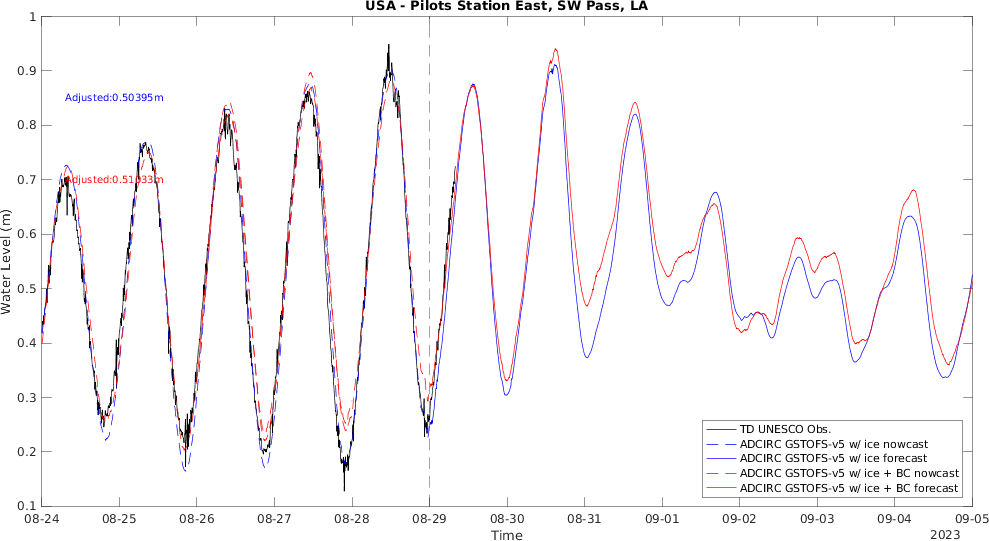 USA - Pilots Station East, SW Pass, LA
1
0.9
0.8
0.7
0.6
0.5
0.4
0.3
0.2
0.1
Water Level (m)
Adjusted:0.50395m
Adjusted:0.51033m
TD UNESCO Obs.
ADCIRC GSTOFS-v5 w/ ice nowcast
ADCIRC GSTOFS-v5 w/ ice forecast
ADCIRC GSTOFS-v5 w/ ice + BC nowcast
ADCIRC GSTOFS-v5 w/ ice + BC forecast
08-24 08-25 08-26 08-27 08-28 08-29 08-30 08-31 09-01 09-02 09-03 09-04 09-05
Time
2023